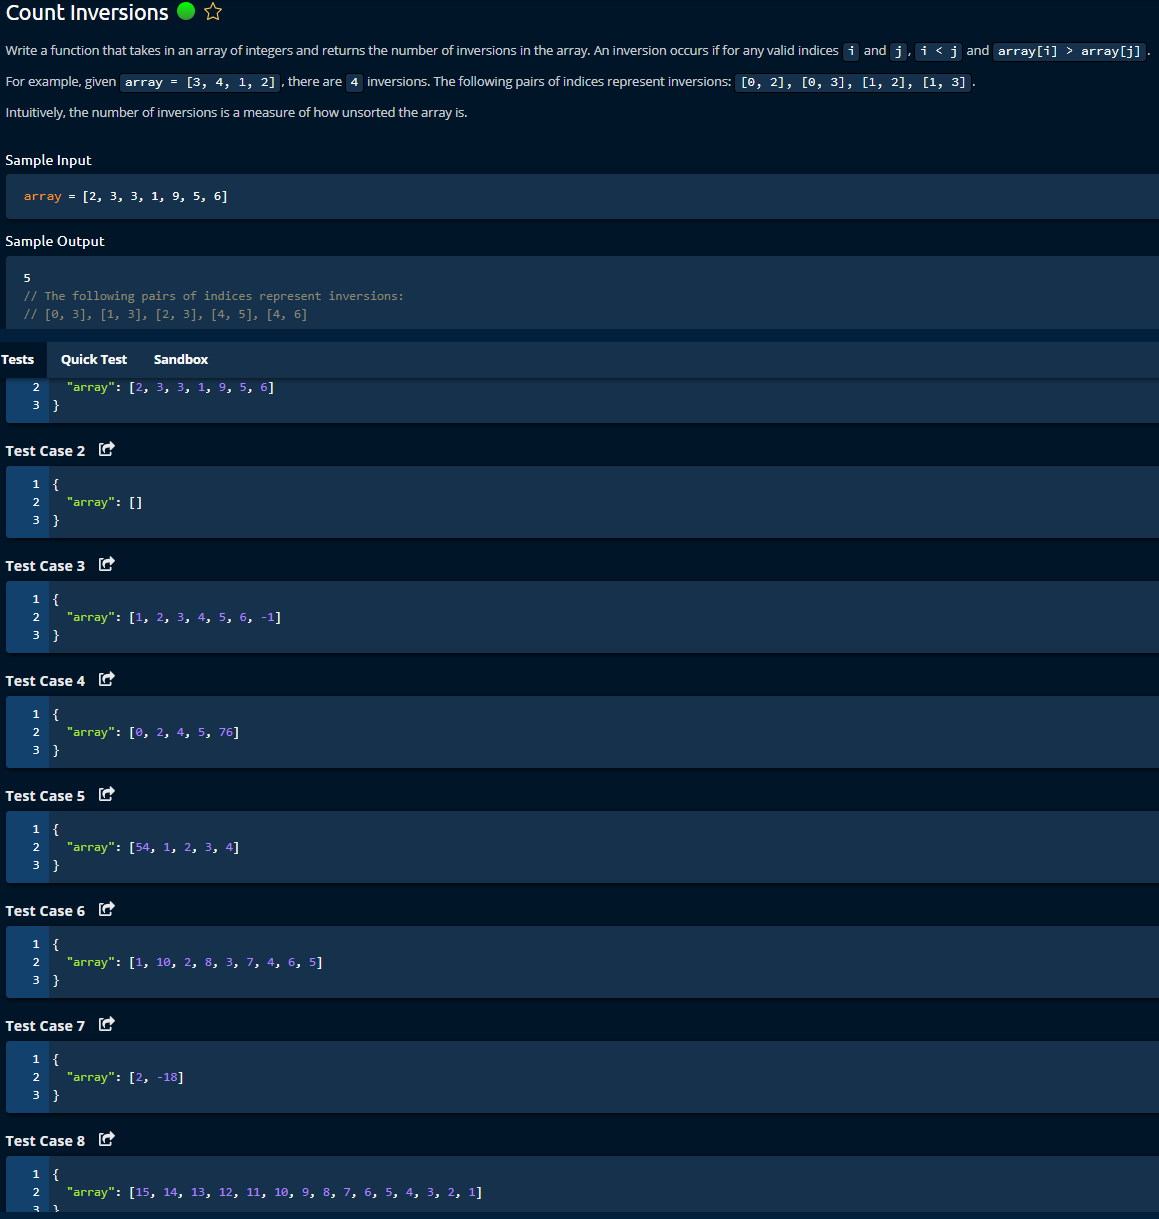 Count Inversions
Write a function that takes in an array of integers and returns the number of inversions in the array. An inversion occurs if for any valid indices i and j, i < j and array[i] > array[j].
For example, given array = [3, 4, 1, 2], there are 4 inversions. The following pairs of indices represent inversions: [0, 2], [0, 3], [1, 2], [1, 3].
Intuitively, the number of inversions is a measure of how unsorted the array is.
Sample Input
array = [2, 3, 3, 1, 9, 5, 6]
Sample Output
5
// The following pairs of indices represent inversions:
// [0, 3], [1, 3], [2, 3], [4, 5], [4, 6]
Tests Quick Test Sandbox
2 "array": [2, 3, 3, 1, 9, 5, 6]
3 }
Test Case 2
1 {
2 "array": []
3 }
Test Case 3
1 {
2 "array": [1, 2, 3, 4, 5, 6, -1]
3 }
Test Case 4
1 {
2 "array": [0, 2, 4, 5, 76]
3 }
Test Case 5
1 {
2 "array": [54, 1, 2, 3, 4]
3 }
Test Case 6
1 {
2 "array": [1, 10, 2, 8, 3, 7, 4, 6, 5]
3 }
Test Case 7
1 {
2 "array": [2, -18]
3 }
Test Case 8
1 {
2 "array": [15, 14, 13, 12, 11, 10, 9, 8, 7, 6, 5, 4, 3, 2, 1]
3 }